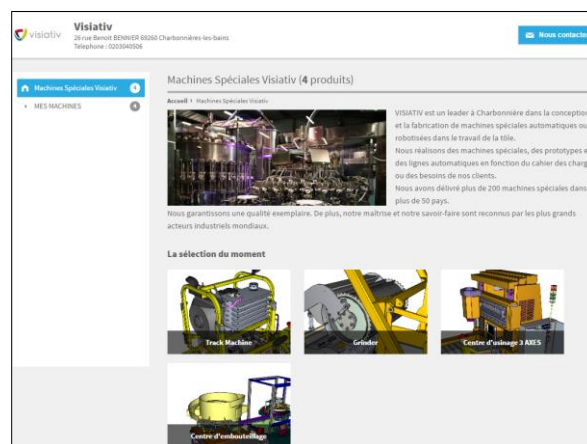 visiativ
Visiativ
26 rue Benoit BENNIER 69260 Charbonnières-les-bains
Telephone : 0203040506
Nous contacter
Machines Spéciales Visiativ 4
MES MACHINES 4
Machines Spéciales Visiativ (4 produits)
Accueil Machines Spéciales Visiativ
VISIATIV est un leader à Charbonnière dans la conception
et la fabrication de machines spéciales automatiques ou
robotisées dans le travail de la tôle.
Nous réalisons des machines spéciales, des prototypes e
des lignes automatiques en fonction du cahier des charg
ou des besoins de nos clients.
Nous avons délivré plus de 200 machines spéciales dans
plus de 50 pays.
Nous garantissons une qualité exemplaire. De plus, notre maîtrise et notre savoir-faire sont reconnus par les plus grands
acteurs industriels mondiaux.
La sélection du moment
Track Machine
Grinder
Centre d'usinage 3 AXES
Centre d'embouteillage